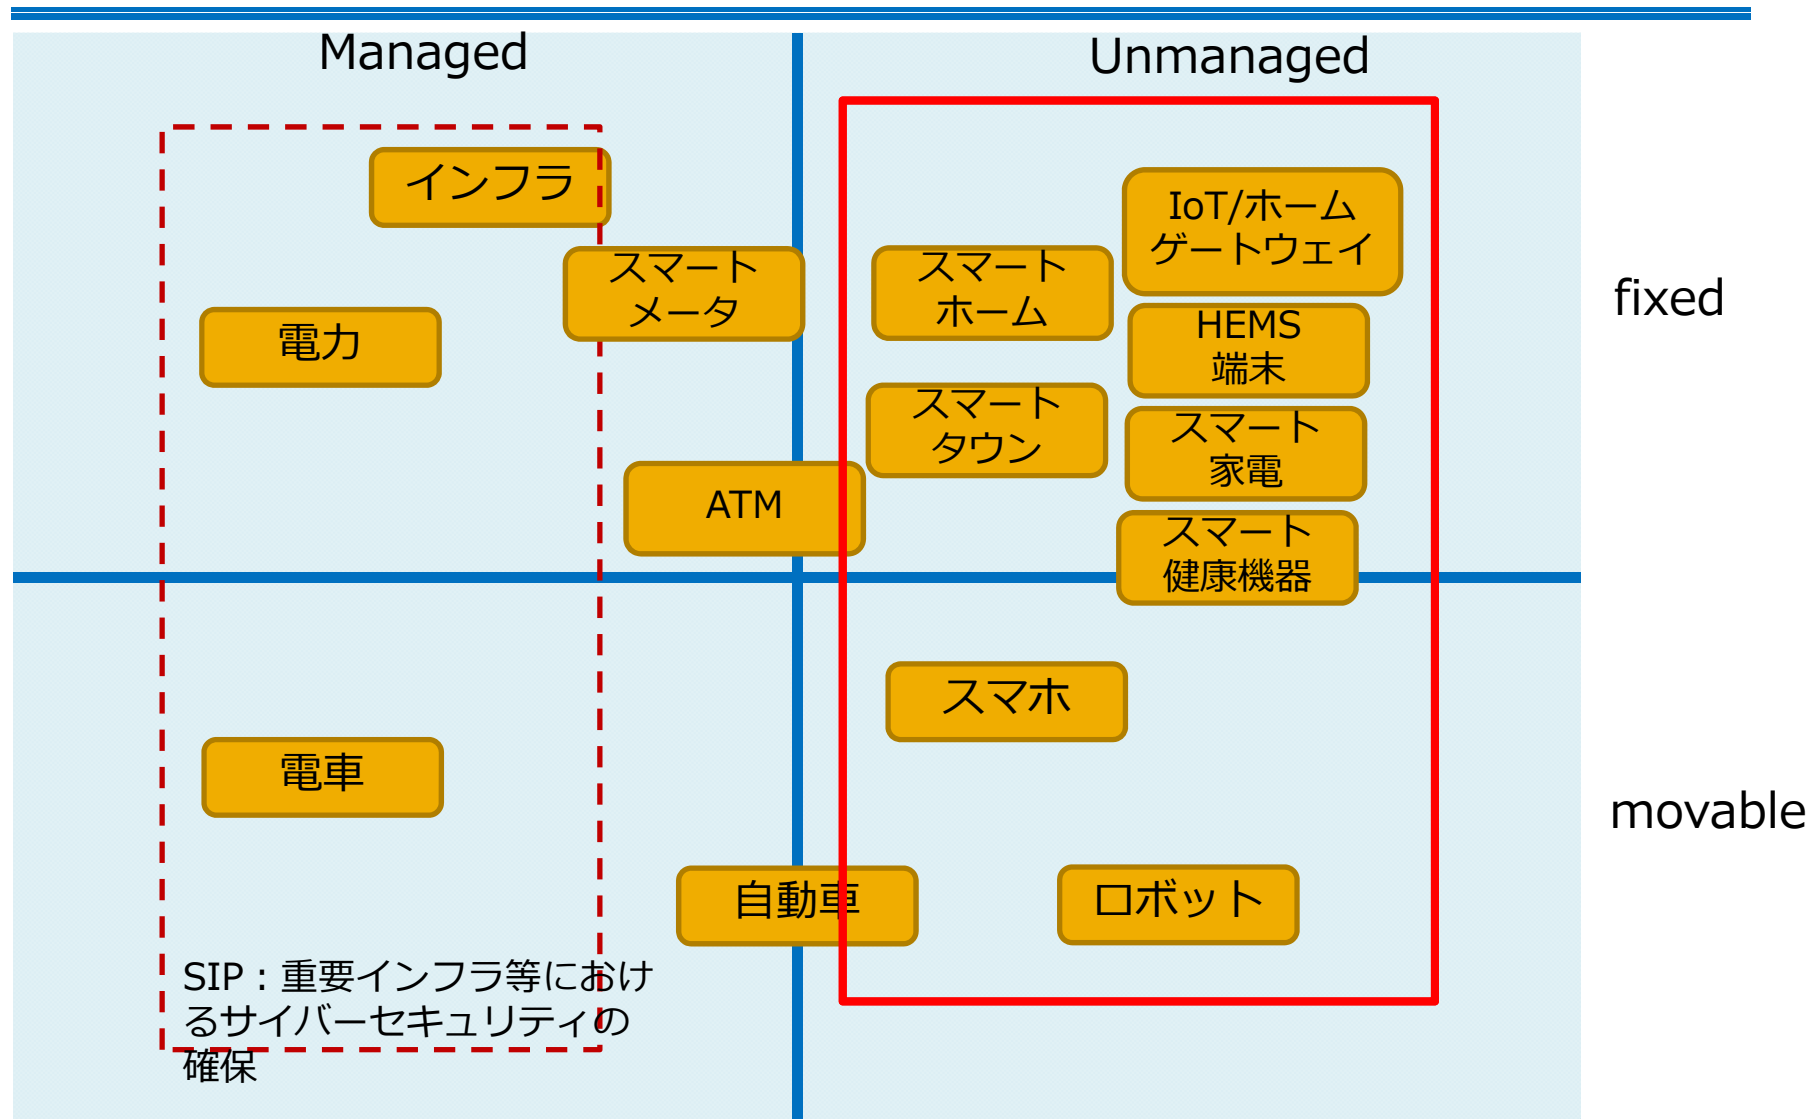 Managed
Unmanaged
インフラ
スマート
メータ
電力
ATM
スマート
ホーム
スマート
タウン
IoT/ホーム
ゲートウェイ
HEMS
端末
スマート
家電
スマート
健康機器
fixed
電車
自動車
スマホ
ロボット
movable
SIP：重要インフラ等におけ
るサイバーセキュリティの
確保